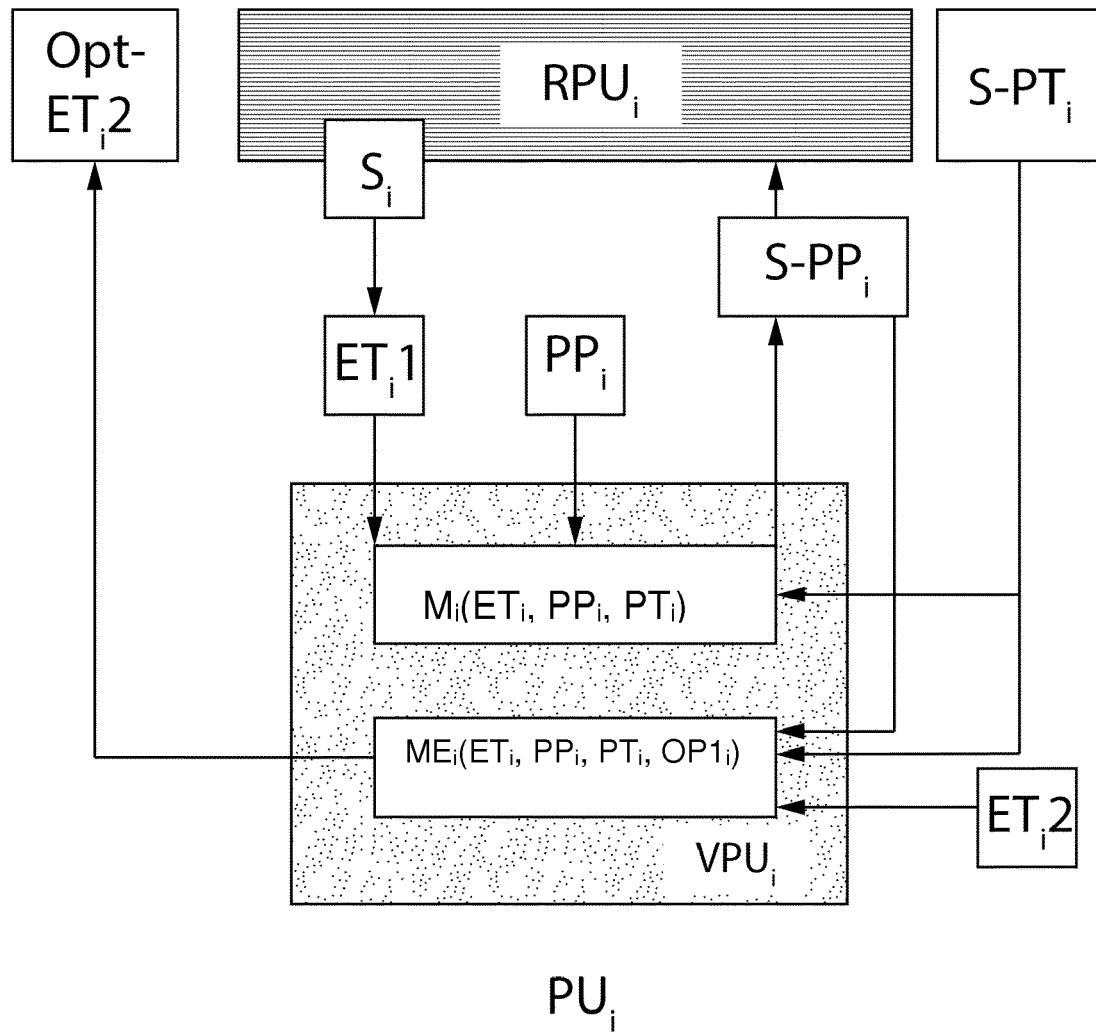 Opt-
ETᵢ2
RPUᵢ
S-PTᵢ
Sᵢ
S-PPᵢ
ETᵢ1
PPᵢ
Mᵢ(ETᵢ, PPᵢ, PTᵢ)
MEᵢ(ETᵢ, PPᵢ, PTᵢ, OP1ᵢ)
ETᵢ2
VPUᵢ
PUᵢ